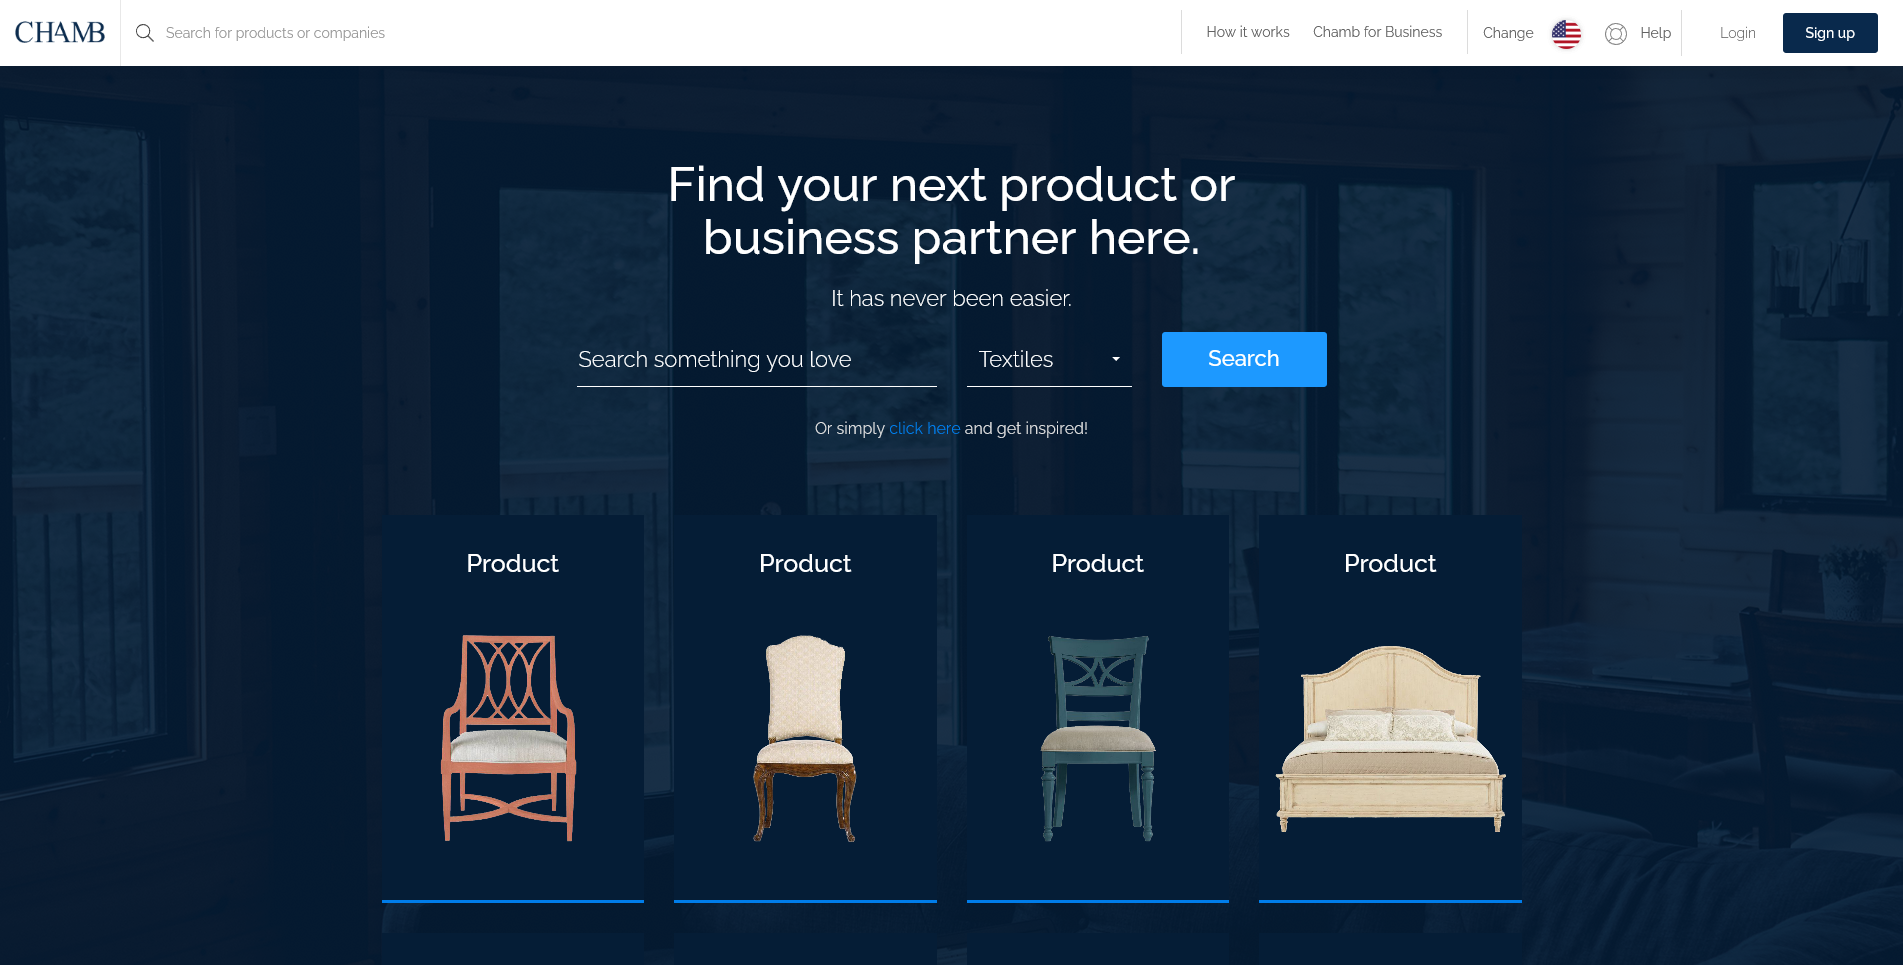 CHAMB
Search for products or companies
How it works
Chamb for Business
Change
Help
Login
Sign up
Find your next product or
business partner here.
It has never been easier.
Search something you love
Textiles
Search
Or simply click here and get inspired!
Product
Product
Product
Product